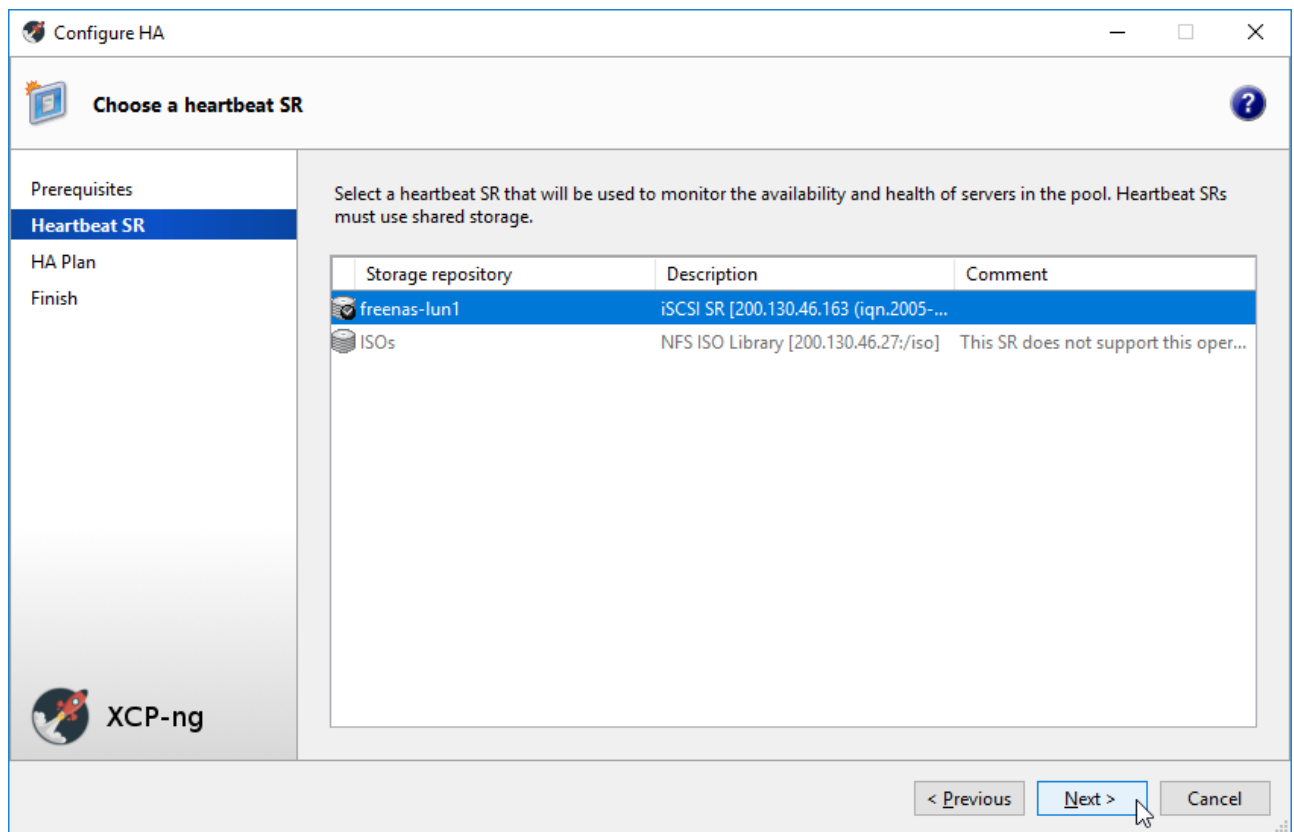 Configure HA
Choose a heartbeat SR
?
Prerequisites
Heartbeat SR
HA Plan
Finish
Select a heartbeat SR that will be used to monitor the availability and health of servers in the pool. Heartbeat SRs
must use shared storage.
Storage repository Description Comment
freenas-lun1 iSCSI SR [200.130.46.163 (iqn.2005-...
ISOs NFS ISO Library [200.130.46.27:/iso] This SR does not support this oper...
XCP-ng
< Previous Next > Cancel